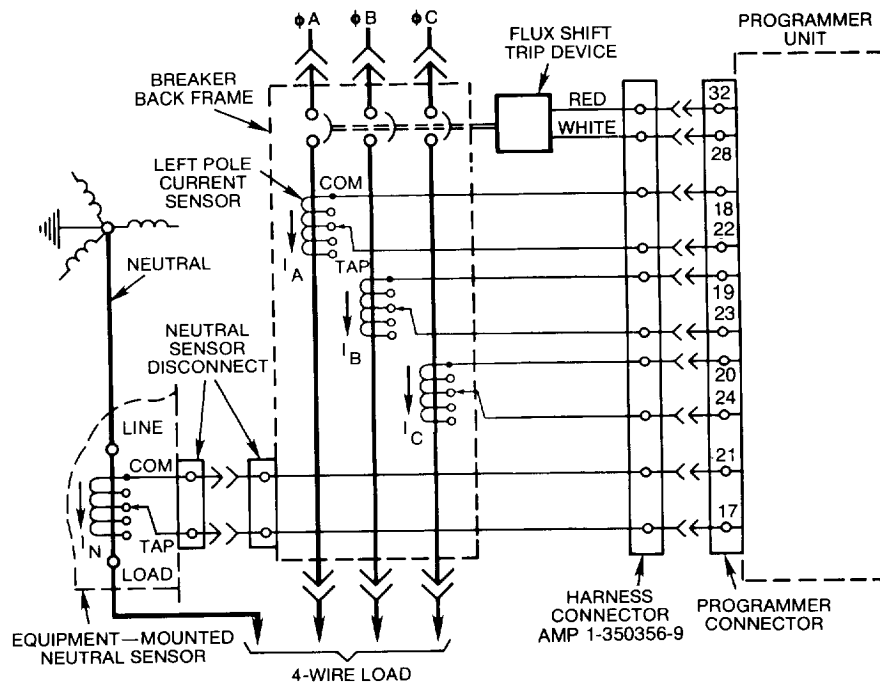 ϕA
ϕB
ϕC
FLUX SHIFT
TRIP DEVICE
PROGRAMMER
UNIT
BREAKER
BACK FRAME
RED
WHITE
32
28
LEFT POLE
CURRENT
SENSOR
COM
18
22
TAP
I A
19
23
NEUTRAL
NEUTRAL
SENSOR
DISCONNECT
I B
20
24
I C
LINE
COM
21
17
I N
TAP
LOAD
HARNESS
CONNECTOR
AMP 1-350356-9
PROGRAMMER
CONNECTOR
EQUIPMENT—MOUNTED
NEUTRAL SENSOR
4-WIRE LOAD